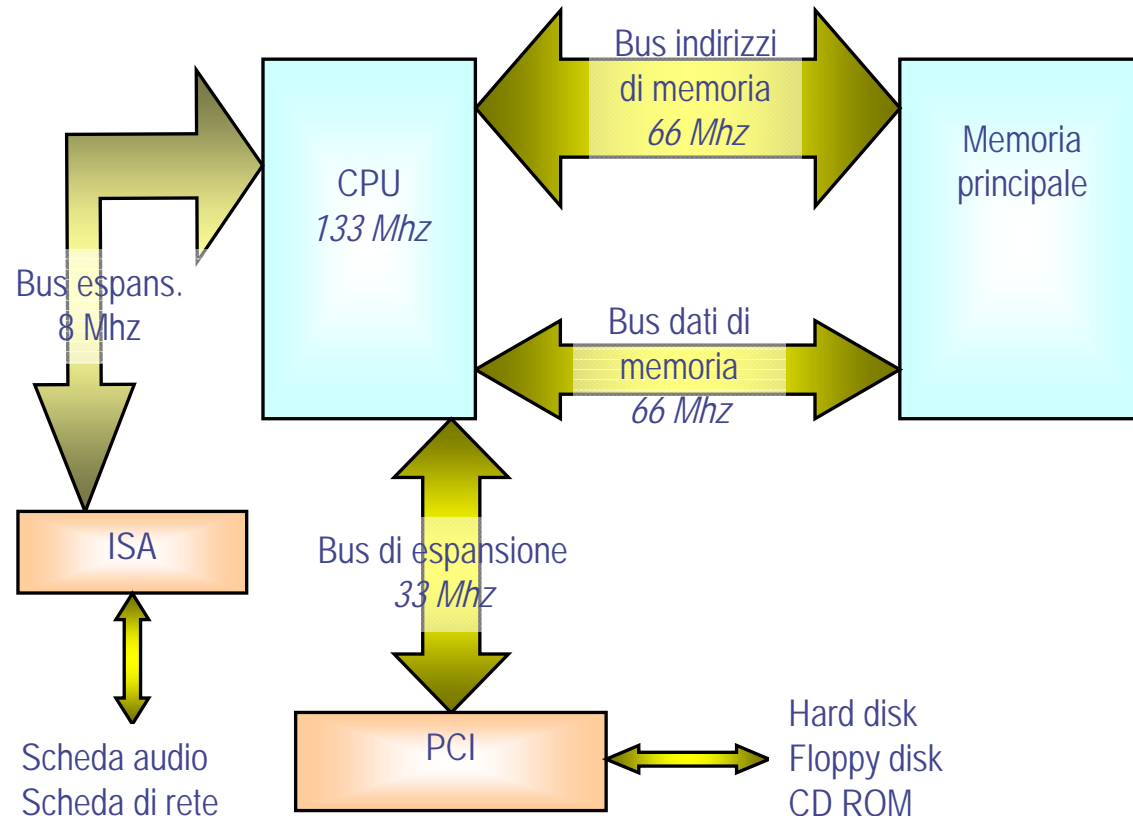 Bus indirizzi
di memoria
66 Mhz
CPU
133 Mhz
Memoria
principale
Bus espans.
8 Mhz
Bus dati di
memoria
66 Mhz
ISA
Bus di espansione
33 Mhz
Scheda audio
Scheda di rete
PCI
Hard disk
Floppy disk
CD ROM